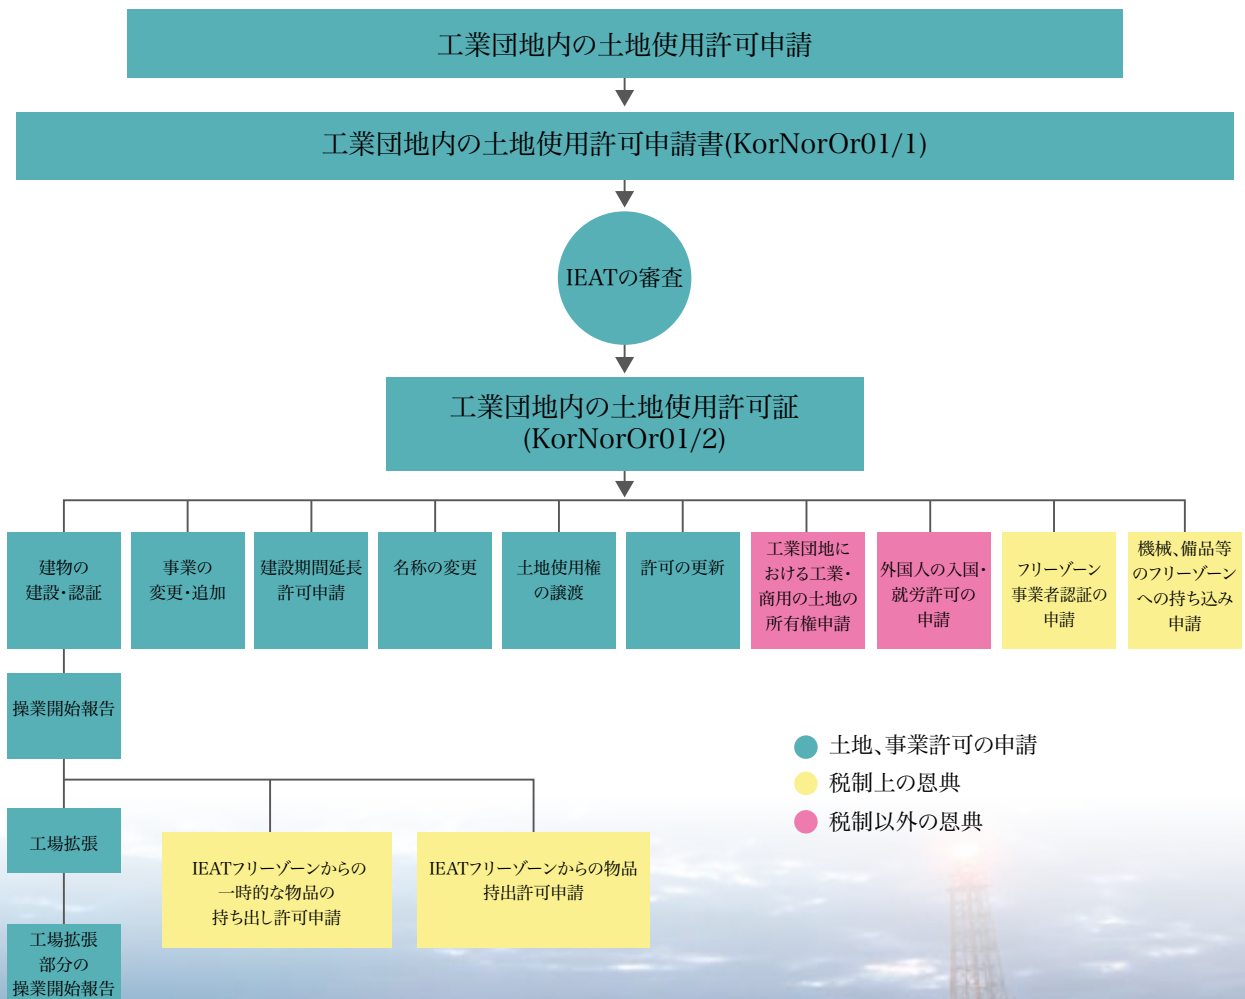 工業団地内の土地使用許可申請
工業団地内の土地使用許可申請書(KorNorOr01/1)
IEATの審査
工業団地内の土地使用許可証
(KorNorOr01/2)
建物の
建設・認証
事業の
変更・追加
建設期間延長
許可申請
名称の変更
土地使用権
の譲渡
許可の更新
工業団地に
おける工業・
商用の土地の
所有権申請
外国人の入国・
就労許可の
申請
フリーゾーン
事業者認証の
申請
機械、備品等
のフリーゾーン
への持ち込み
申請
操業開始報告
土地、事業許可の申請
税制上の恩典
税制以外の恩典
工場拡張
IEATフリーゾーンからの
一時的な物品の
持ち出し許可申請
IEATフリーゾーンからの物品
持出許可申請
工場拡張
部分の
操業開始報告